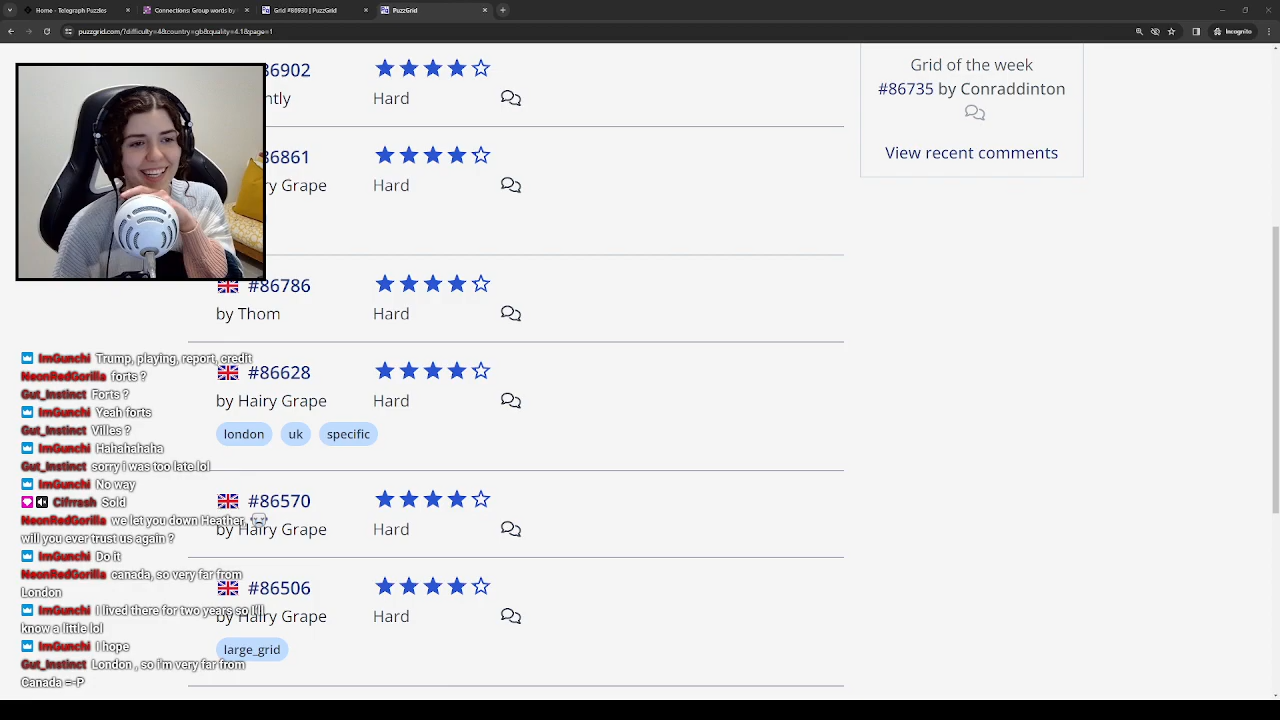 Home - Telegraph Puzzles
Connections: Group words by
Grid #86930 | PuzzGrid
PuzzGrid
puzzgrid.com/?difficulty=4&country=gb&quality=4.1&page=1
Incognito
86902
ntly
Hard
86861
ry Grape
Hard
#86786
by Thom
Hard
#86628
by Hairy Grape
Hard
london
uk
specific
#86570
by Hairy Grape
Hard
#86506
by Hairy Grape
Hard
large_grid
Grid of the week
#86735 by Conraddinton
View recent comments
ImGunchi Trump, playing, report, credit
NeonRedGorilla forts ?
Gut_Instinct Forts ?
ImGunchi Yeah forts
Gut_Instinct Villes ?
ImGunchi Hahahahaha
Gut_Instinct sorry i was too late lol
ImGunchi No way
Cifrrash Sold
NeonRedGorilla we let you down Heather
will you ever trust us again ?
ImGunchi Do it
NeonRedGorilla canada, so very far from
London
ImGunchi I lived there for two years so I'll
know a little lol
ImGunchi I hope
Gut_Instinct London , so i'm very far from
Canada =-P